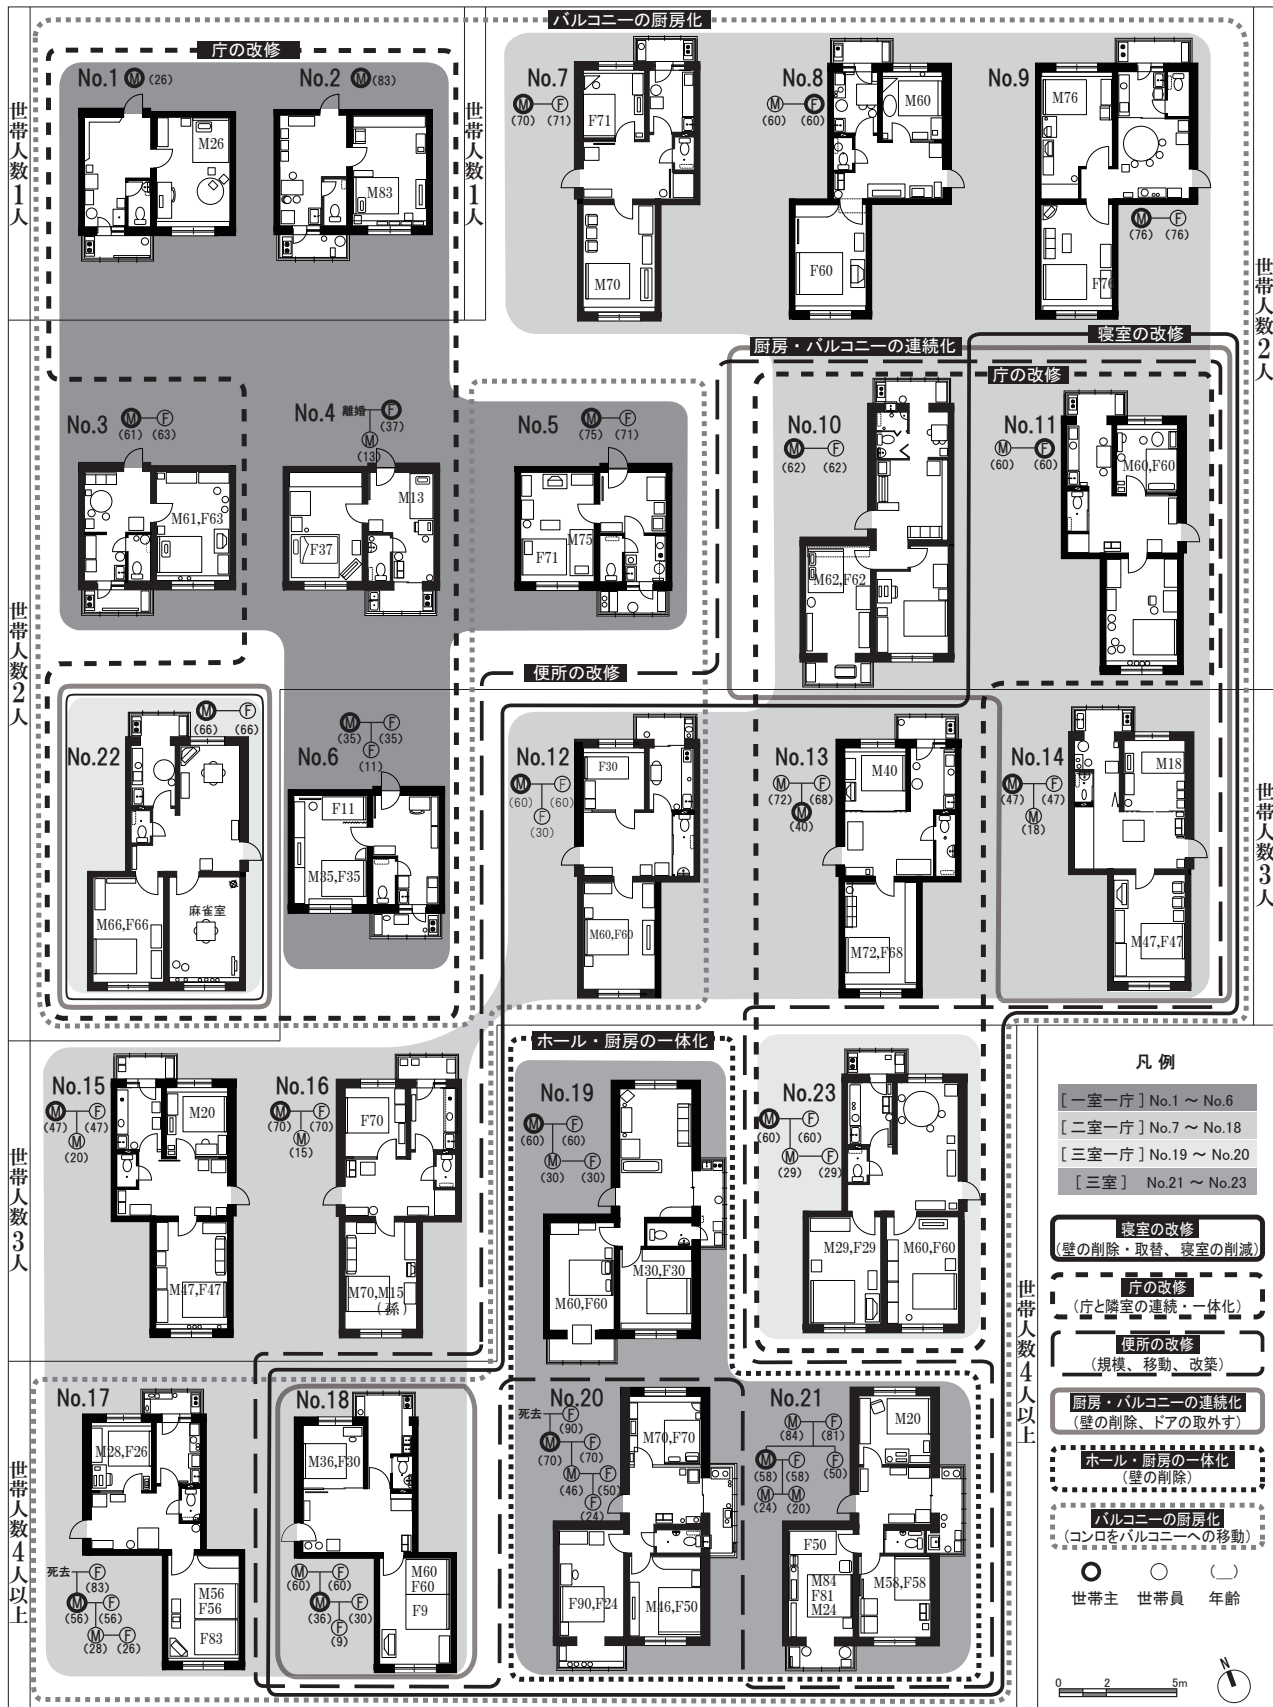 バルコニーの厨房化
庁の改修
世帯人数1人
世帯人数1人
No.1 M (26)
M26
No.2 M (83)
M83
No.7
M F
(70) (71)
F71
M70
No.8
M F
(60) (60)
M60
F60
No.9
M76
F76
M F
(76) (76)
世帯人数2人
寝室の改修
厨房・バルコニーの連続化
庁の改修
世帯人数2人
No.3 M F
(61) (63)
M61,F63
No.4 離婚 F
(37)
M
(13)
M13
F37
No.5 M F
(75) (71)
M75
F71
No.10
M F
(62) (62)
M62,F62
No.11
M F
(60) (60)
M60,F60
便所の改修
No.22
M F
(66) (66)
M66,F66
麻雀室
No.6
M F
(35) (35)
F
(11)
F11
M35,F35
No.12
M F
(60) (60)
F
(30)
F30
M60,F60
No.13
M F
(72) (68)
M
(40)
M40
M72,F68
No.14
M F
(47) (47)
M
(18)
M18
M47,F47
世帯人数3人
世帯人数3人
No.15
M F
(47) (47)
M
(20)
M20
M47,F47
No.16
M F
(70) (70)
M
(15)
F70
M70,M15
(孫)
ホール・厨房の一体化
No.19
M F
(60) (60)
M F
(30) (30)
M30,F30
M60,F60
No.23
M F
(60) (60)
M F
(29) (29)
M29,F29
M60,F60
世帯人数4人以上
世帯人数4人以上
No.17
M28,F26
死去 F
(83)
M F
(56) (56)
M F
(28) (26)
M56
F56
F83
No.18
M36,F30
M F
(60) (60)
M F
(36) (30)
F
(9)
M60
F60
F9
No.20
死去 F
(90)
M F
(70) (70)
M F
(46) (50)
F
(24)
M70,F70
F90,F24
M46,F50
No.21
M F
(84) (81)
M F F
(58) (58) (50)
M M
(24) (20)
M20
F50
M84
F81
M24
M58,F58
凡例
[一室一庁] No.1 ～ No.6
[二室一庁] No.7 ～ No.18
[三室一庁] No.19 ～ No.20
[三室] No.21 ～ No.23
寝室の改修
(壁の削除・取替、寝室の削減)
庁の改修
(庁と隣室の連続・一体化)
便所の改修
(規模、移動、改築)
厨房・バルコニーの連続化
(壁の削除、ドアの取外す)
ホール・厨房の一体化
(壁の削除)
バルコニーの厨房化
(コンロをバルコニーへの移動)
世帯主 世帯員 年齢
0 2 5m
N